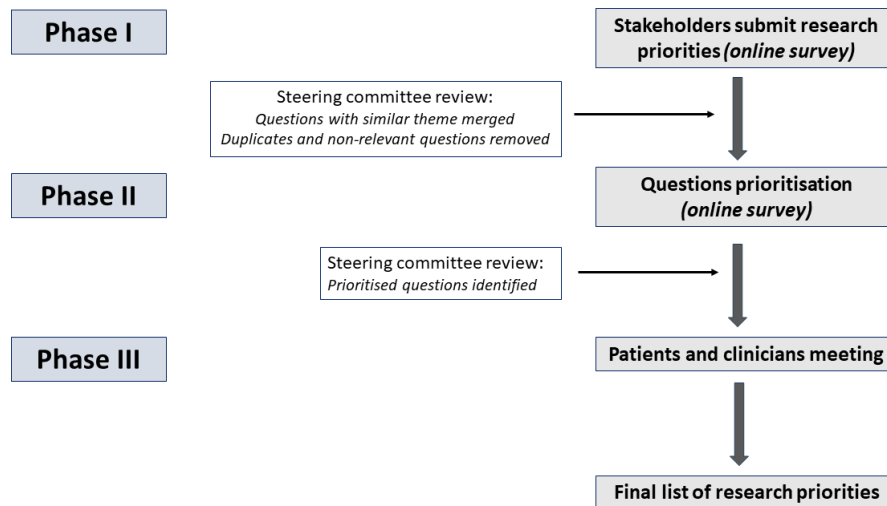 Phase I
Stakeholders submit research
priorities (online survey)
Steering committee review:
Questions with similar theme merged
Duplicates and non-relevant questions removed
Phase II
Questions prioritisation
(online survey)
Steering committee review:
Prioritised questions identified
Phase III
Patients and clinicians meeting
Final list of research priorities